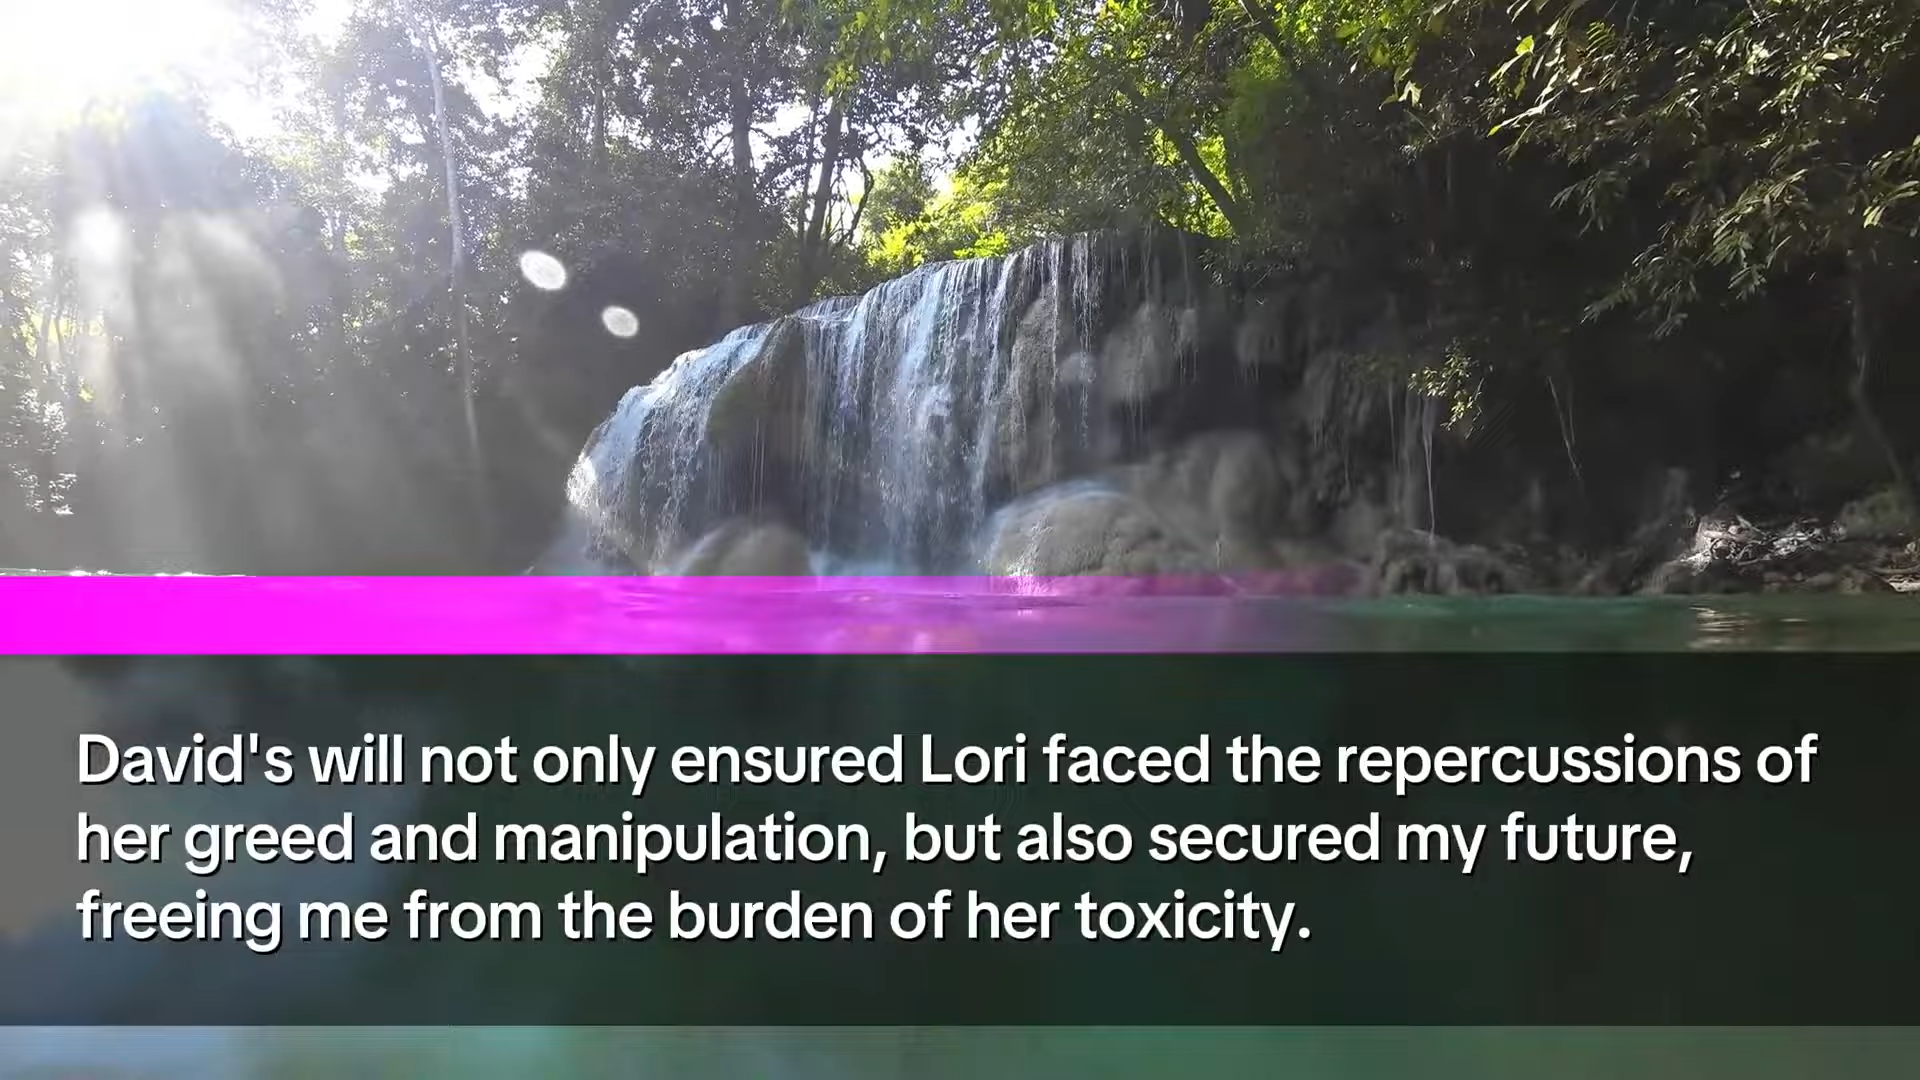 David's will not only ensured Lori faced the repercussions of
her greed and manipulation, but also secured my future,
freeing me from the burden of her toxicity.